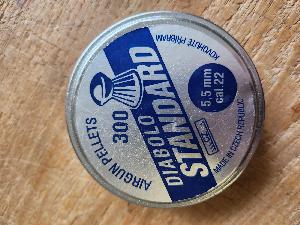 KOVOHUTĚ PŘÍBRAM
AIRGUN PELLETS
300
DIABOLO
STANDARD
5,5 mm
cal.22
MADE IN CZECH REPUBLIC